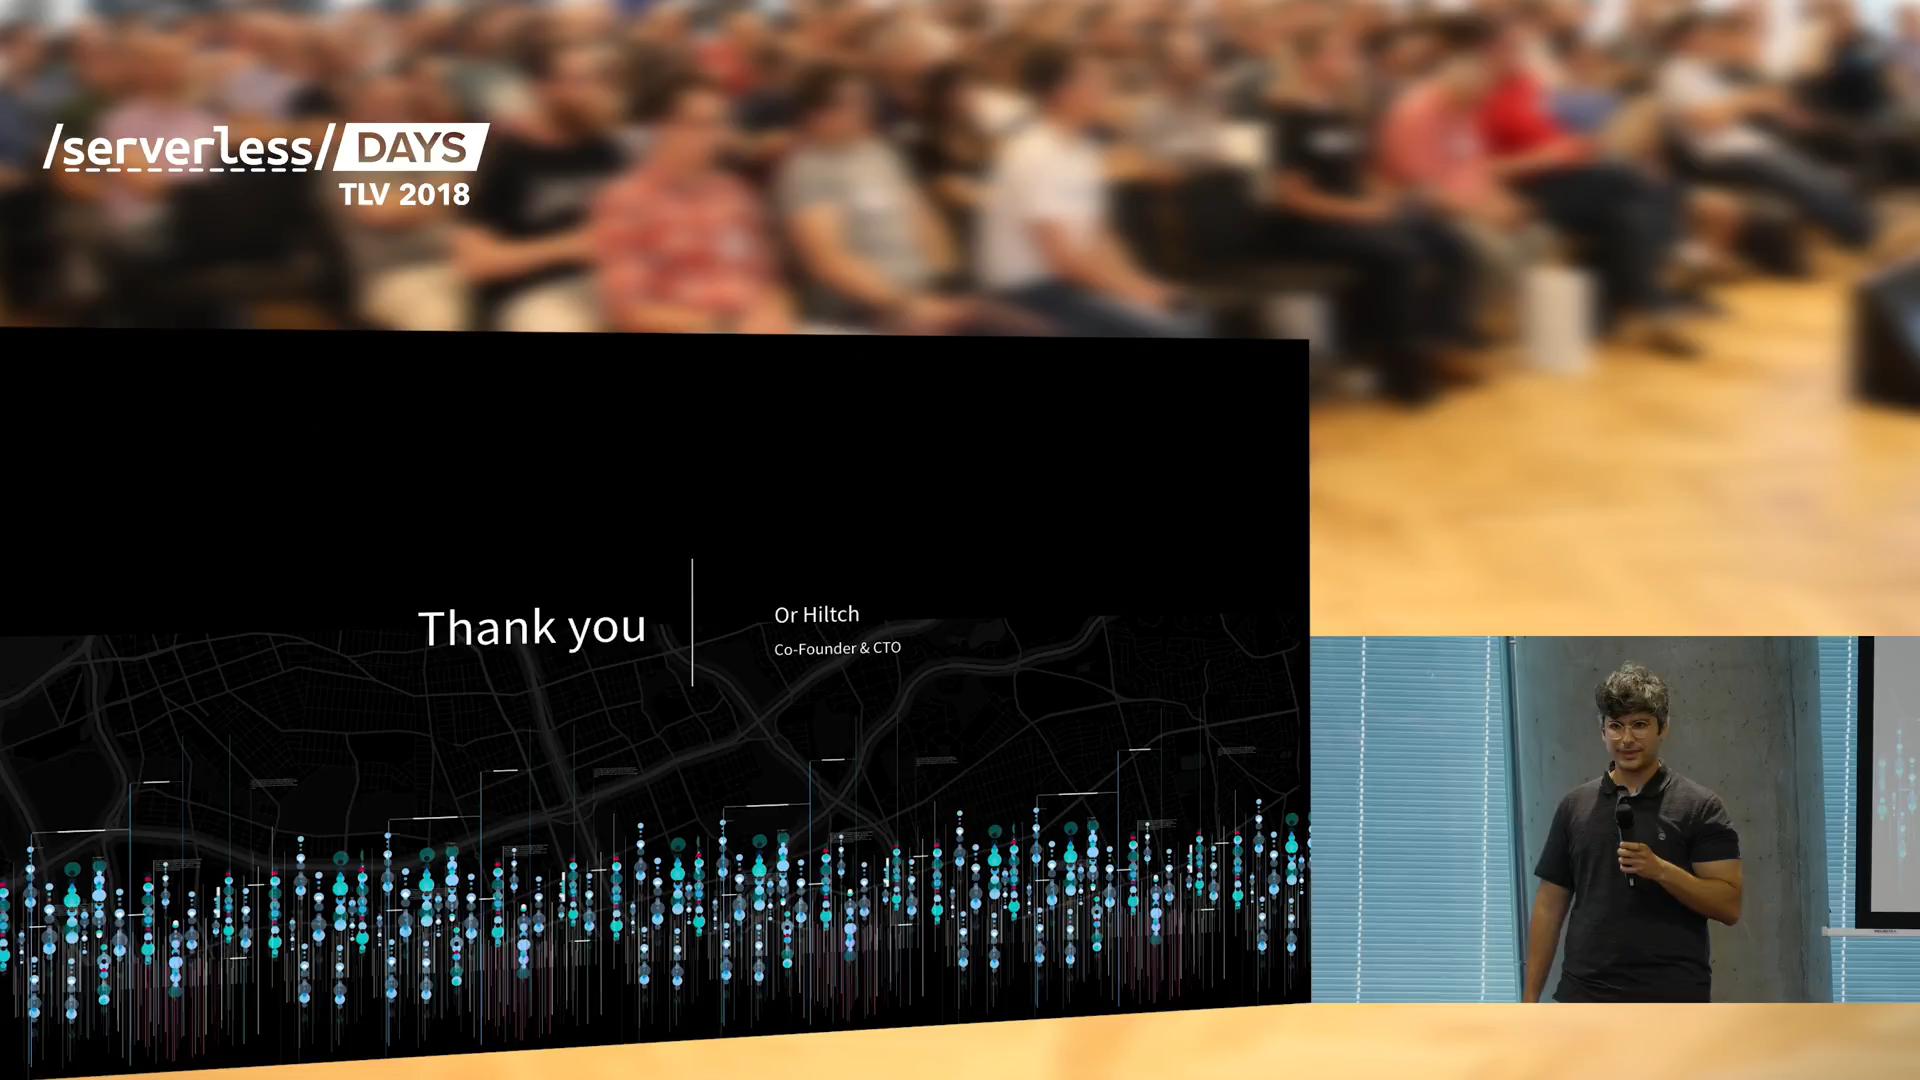 /serverless/ DAYS
TLV 2018
Thank you
Or Hiltch
Co-Founder & CTO